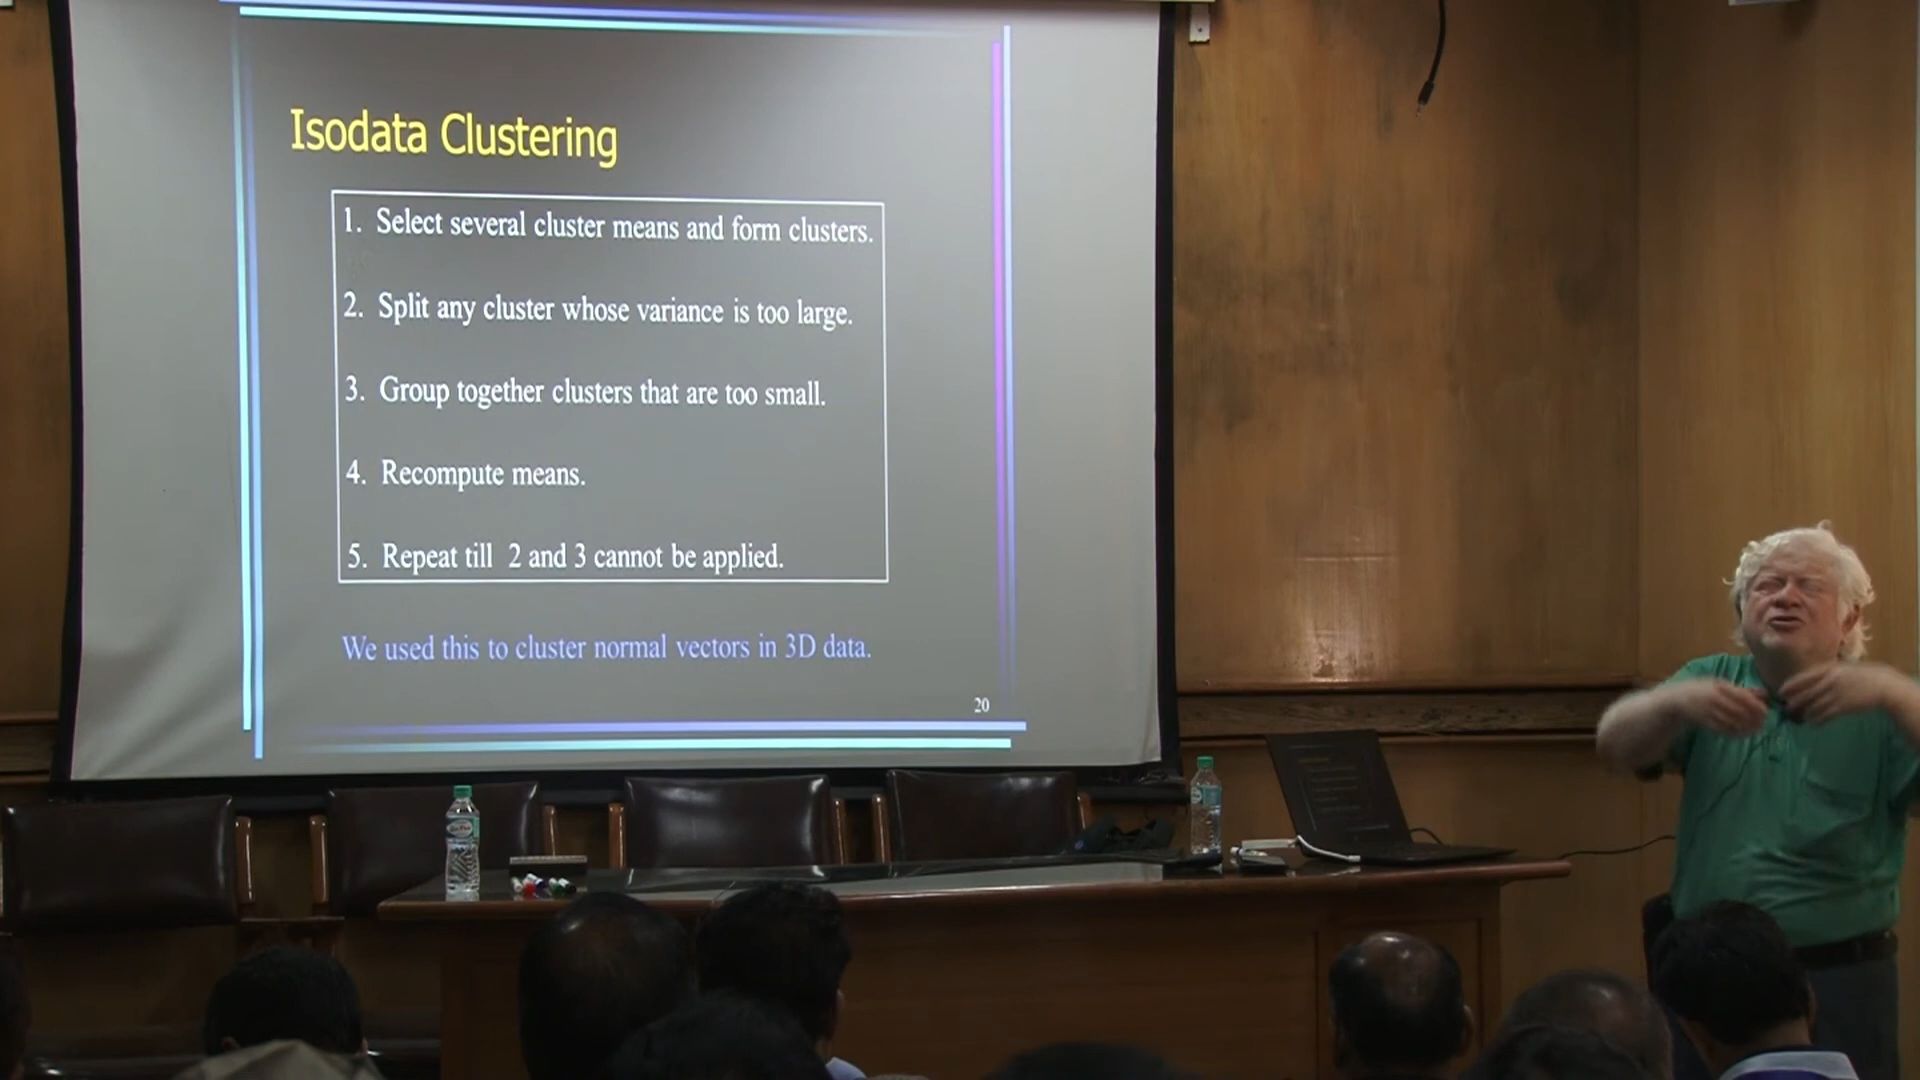 Isodata Clustering
1. Select several cluster means and form clusters.
2. Split any cluster whose variance is too large.
3. Group together clusters that are too small.
4. Recompute means.
5. Repeat till 2 and 3 cannot be applied.
We used this to cluster normal vectors in 3D data.
20